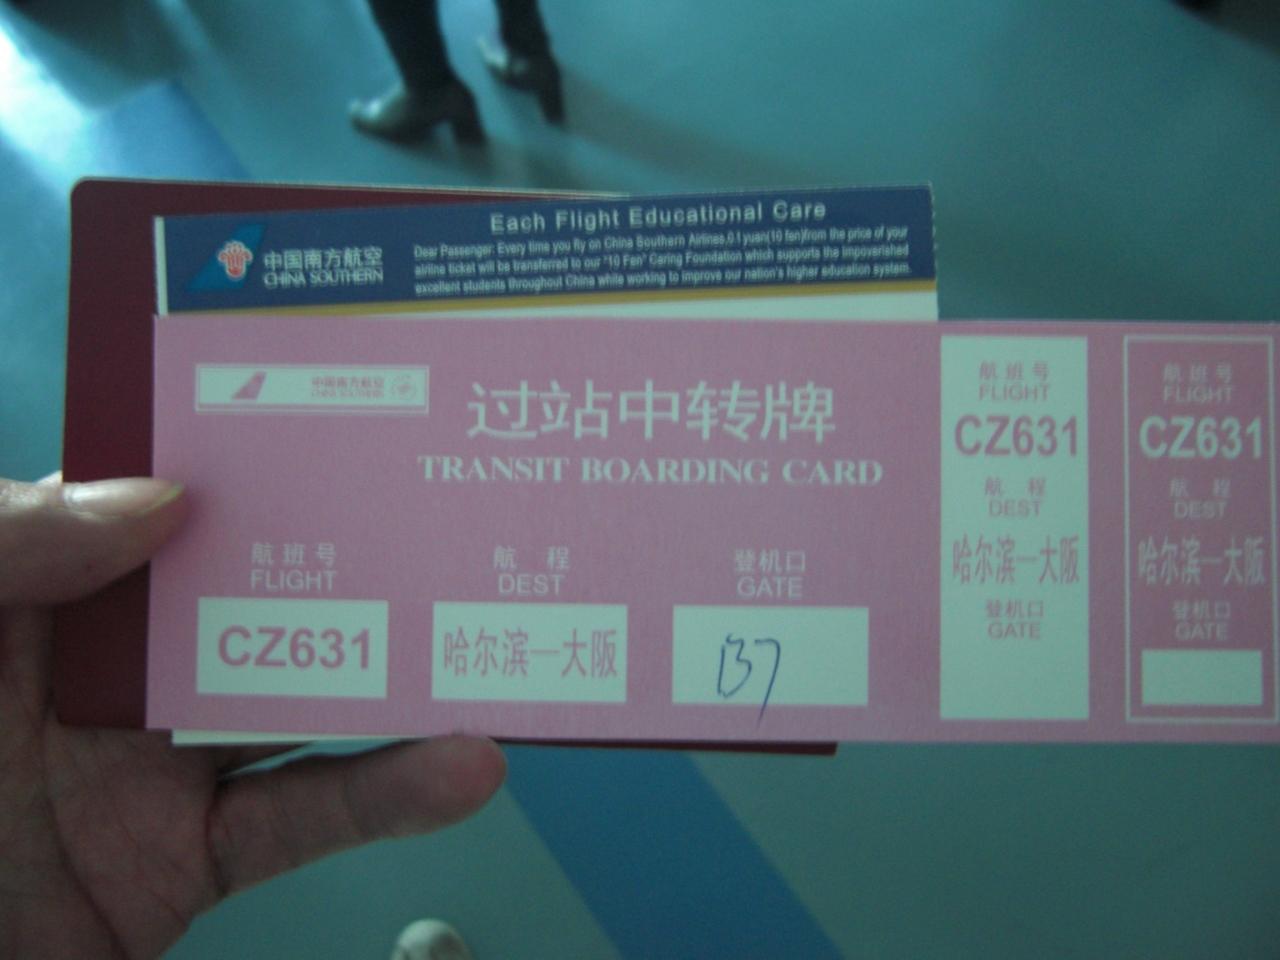 Each Flight Educational Care
中国南方航空
CHINA SOUTHERN
Dear Passenger: Every time you fly on China Southern Airlines,0.1yuan(10 fen)from the price of your
airline ticket will be transferred to our "10 Fen" Caring Foundation which supports the impoverished
excellent students throughout China while working to improve our nation's higher education system.
中国南方航空
CHINA SOUTHERN
过站中转牌
TRANSIT BOARDING CARD
航班号
FLIGHT
CZ631
航 程
DEST
哈尔滨一大阪
登机口
GATE
137
航班号
FLIGHT
CZ631
航 程
DEST
哈尔滨一大阪
登机口
GATE
航班号
FLIGHT
CZ631
航 程
DEST
哈尔滨一大阪
登机口
GATE